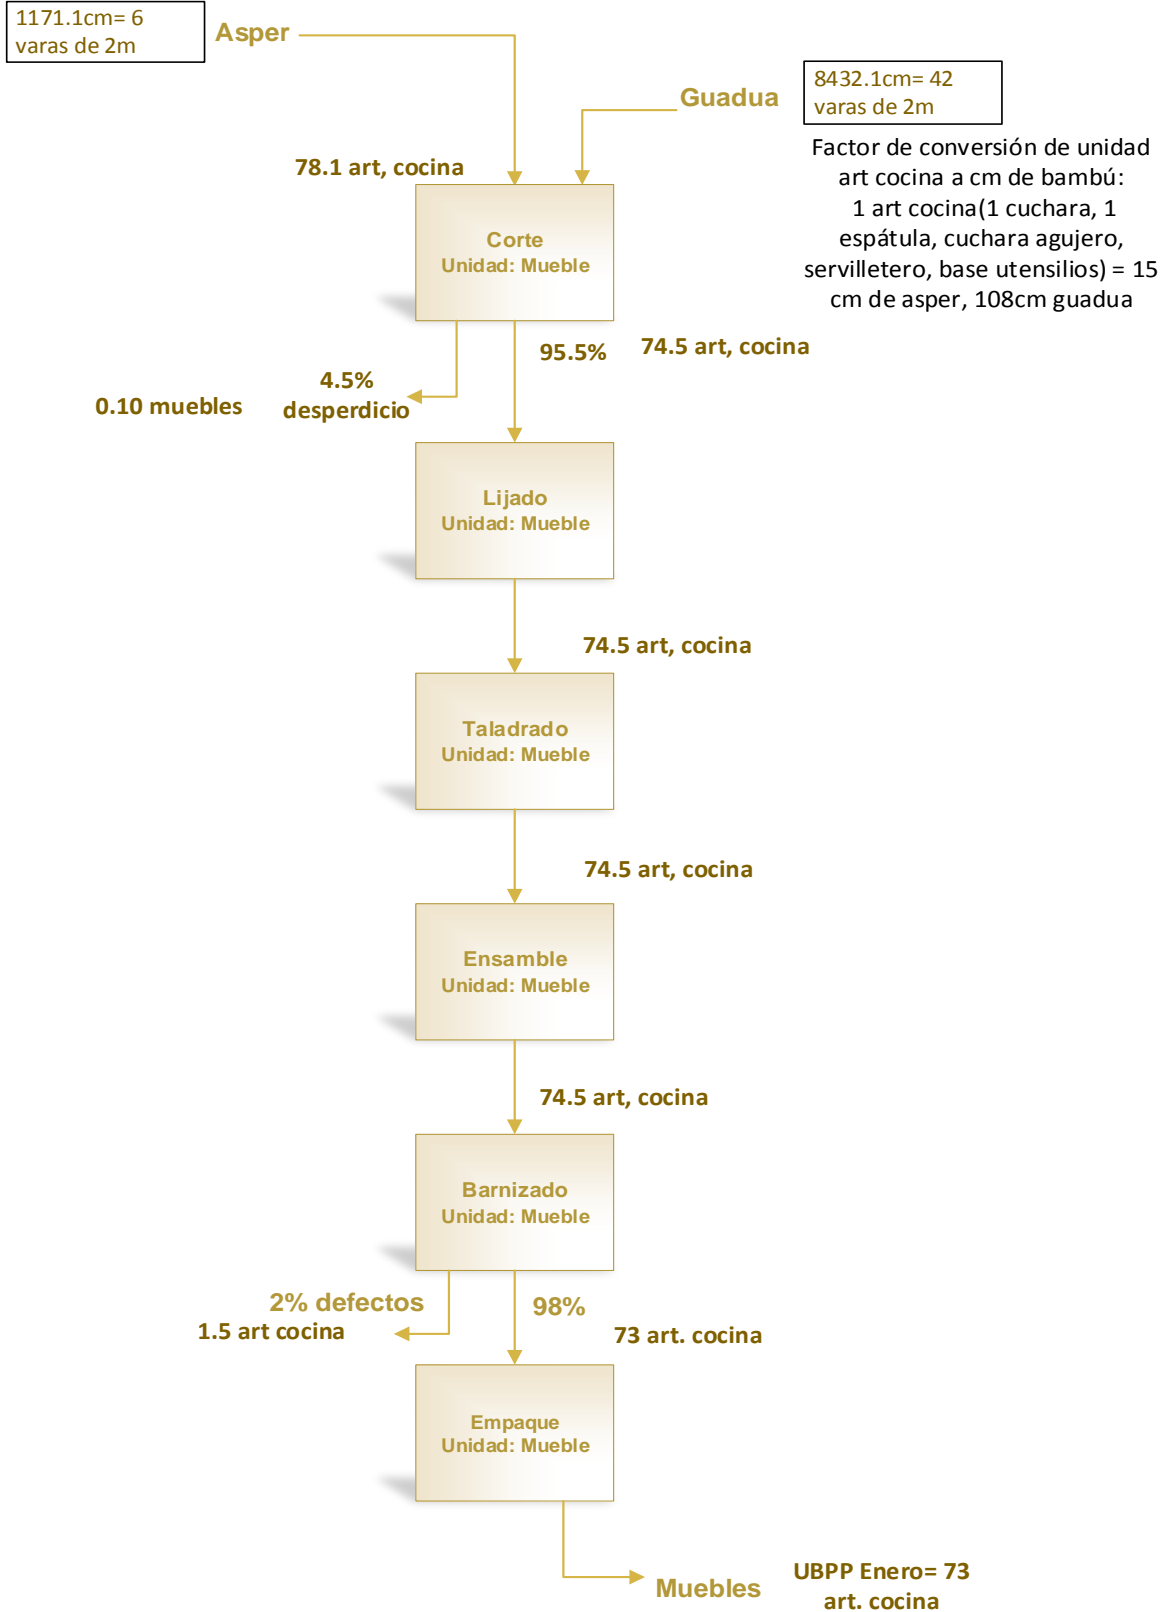 1171.1cm= 6
varas de 2m
Asper
Guadua
8432.1cm= 42
varas de 2m
Factor de conversión de unidad
art cocina a cm de bambú:
1 art cocina(1 cuchara, 1
espátula, cuchara agujero,
servilletero, base utensilios) = 15
cm de asper, 108cm guadua
78.1 art, cocina
Corte
Unidad: Mueble
95.5%
74.5 art, cocina
4.5%
desperdicio
0.10 muebles
Lijado
Unidad: Mueble
74.5 art, cocina
Taladrado
Unidad: Mueble
74.5 art, cocina
Ensamble
Unidad: Mueble
74.5 art, cocina
Barnizado
Unidad: Mueble
2% defectos
1.5 art cocina
98%
73 art. cocina
Empaque
Unidad: Mueble
Muebles
UBPP Enero= 73
art. cocina